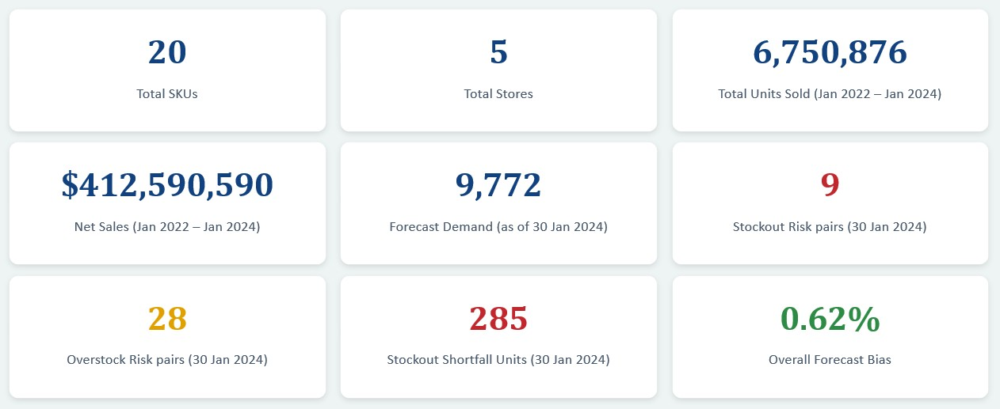 20
5
6,750,876
Total SKUs
Total Stores
Total Units Sold (Jan 2022 – Jan 2024)
$412,590,590
9,772
9
Net Sales (Jan 2022 – Jan 2024)
Forecast Demand (as of 30 Jan 2024)
Stockout Risk pairs (30 Jan 2024)
28
285
0.62%
Overstock Risk pairs (30 Jan 2024)
Stockout Shortfall Units (30 Jan 2024)
Overall Forecast Bias